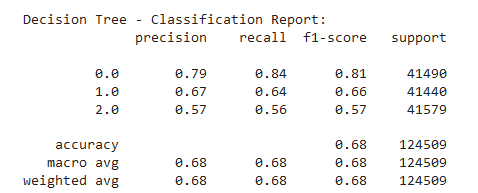 Decision Tree - Classification Report:
precision recall f1-score support
0.0 0.79 0.84 0.81 41490
1.0 0.67 0.64 0.66 41440
2.0 0.57 0.56 0.57 41579
accuracy 0.68 124509
macro avg 0.68 0.68 0.68 124509
weighted avg 0.68 0.68 0.68 124509